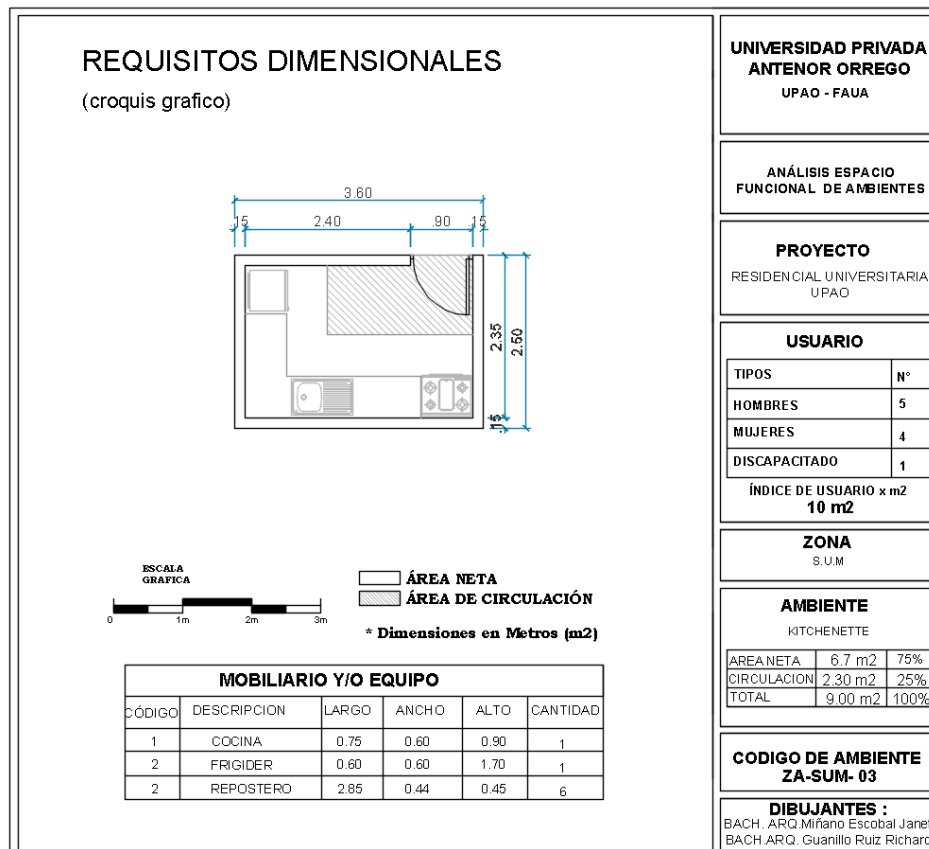 REQUISITOS DIMENSIONALES
(croquis grafico)
3.60
.15 2.40 .90 .15
2.35
2.50
.15
ESCALA
GRAFICA
0 1m 2m 3m
ÁREA NETA
ÁREA DE CIRCULACIÓN
* Dimensiones en Metros (m2)
MOBILIARIO Y/O EQUIPO
CÓDIGO DESCRIPCION LARGO ANCHO ALTO CANTIDAD
1 COCINA 0.75 0.60 0.90 1
2 FRIGIDER 0.60 0.60 1.70 1
2 REPOSTERO 2.85 0.44 0.45 6
UNIVERSIDAD PRIVADA
ANTENOR ORREGO
UPAO - FAUA
ANÁLISIS ESPACIO
FUNCIONAL DE AMBIENTES
PROYECTO
RESIDENCIAL UNIVERSITARIA
UPAO
USUARIO
TIPOS N°
HOMBRES 5
MUJERES 4
DISCAPACITADO 1
ÍNDICE DE USUARIO x m2
10 m2
ZONA
S.U.M
AMBIENTE
KITCHENETTE
AREA NETA 6.7 m2 75%
CIRCULACION 2.30 m2 25%
TOTAL 9.00 m2 100%
CODIGO DE AMBIENTE
ZA-SUM- 03
DIBUJANTES :
BACH. ARQ.Miñano Escobal Janet
BACH.ARQ. Guanillo Ruiz Richard